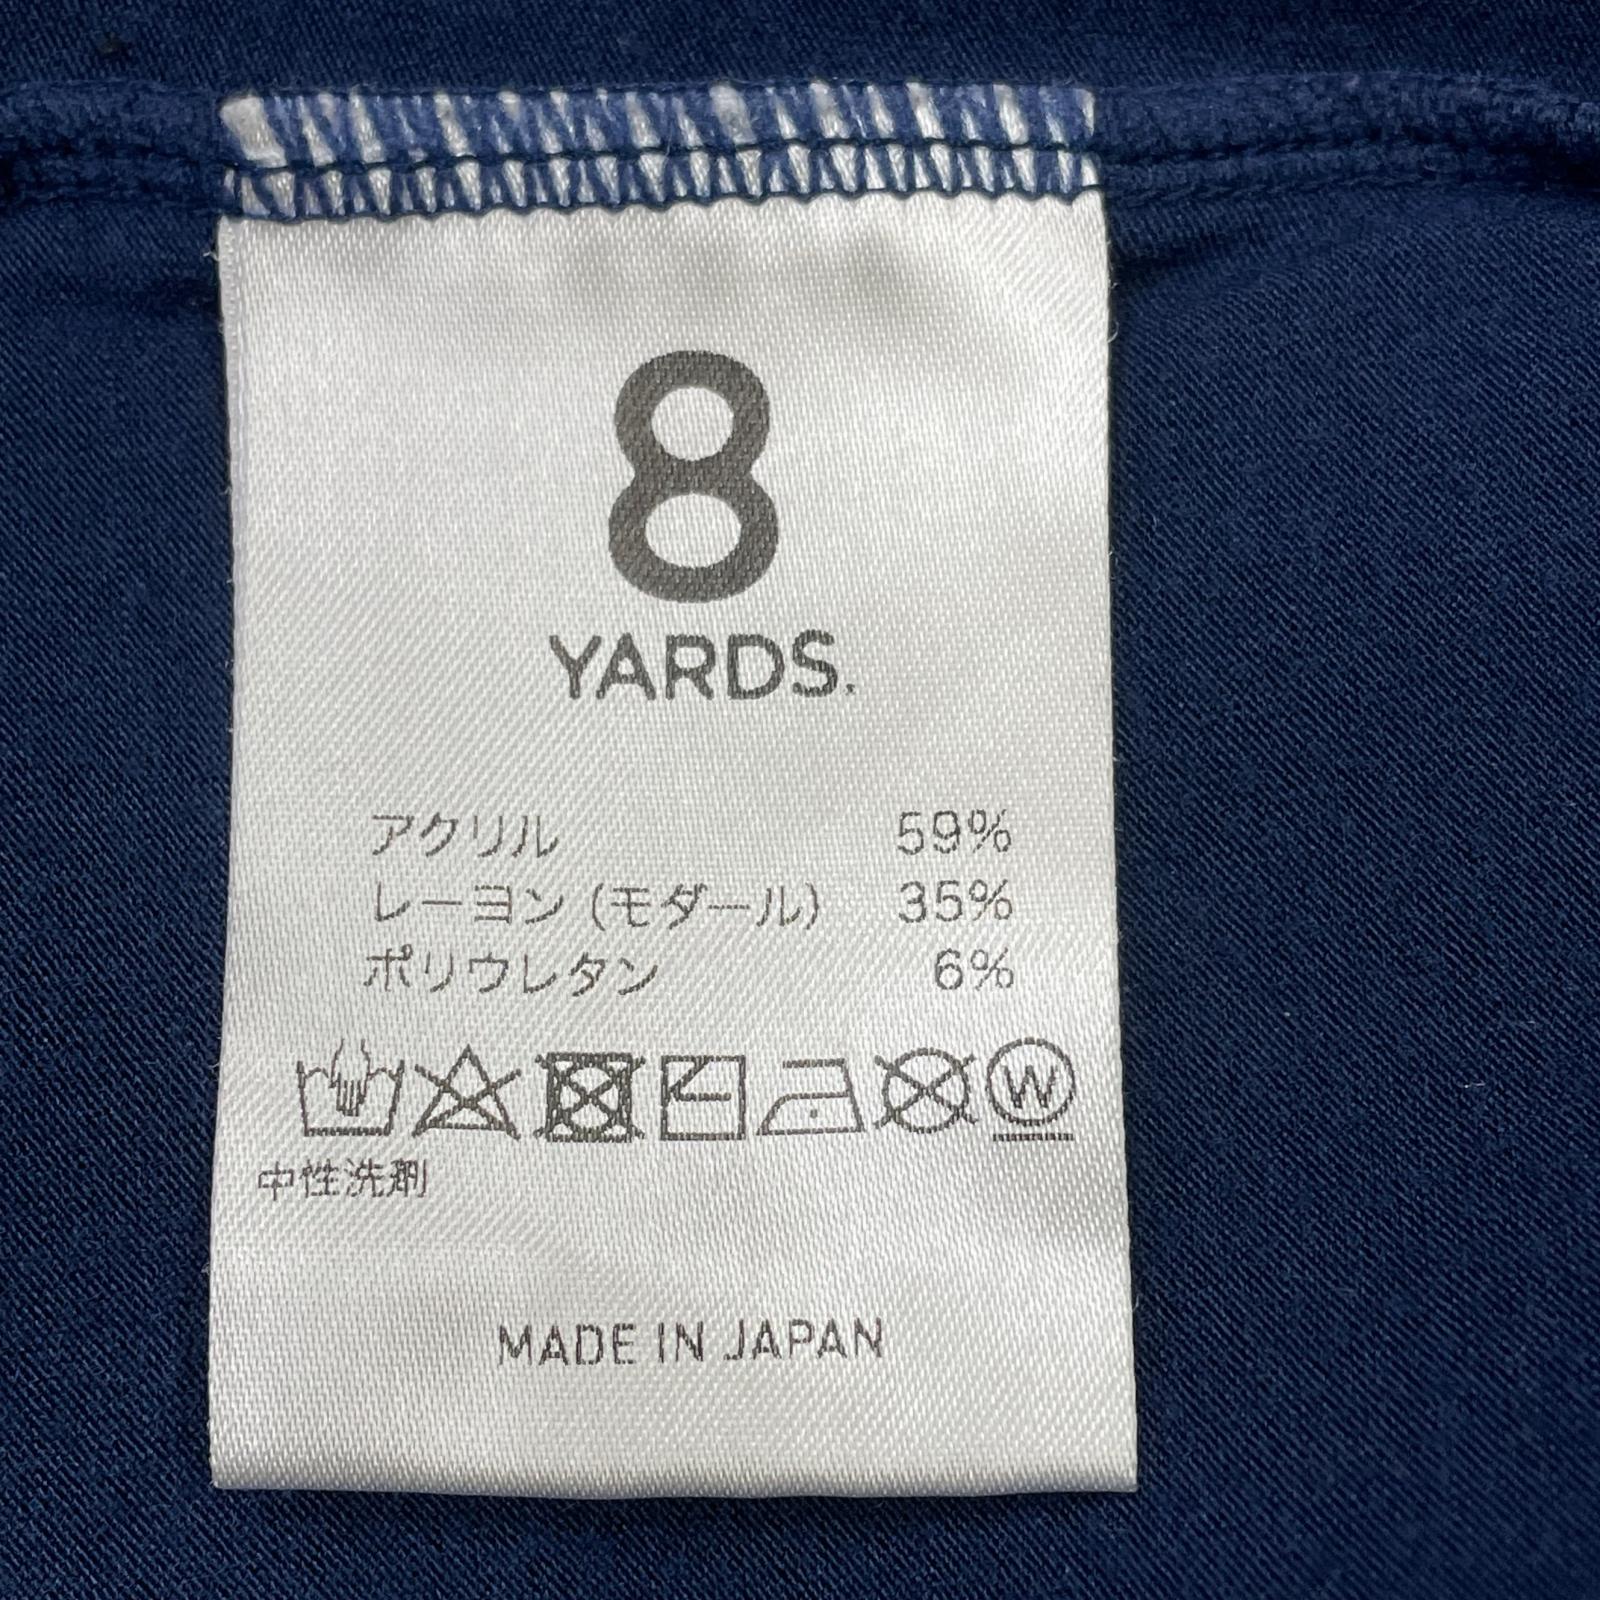 8
YARDS.
アクリル 59%
レーヨン (モダール) 35%
ポリウレタン 6%
W
中性洗剤
MADE IN JAPAN